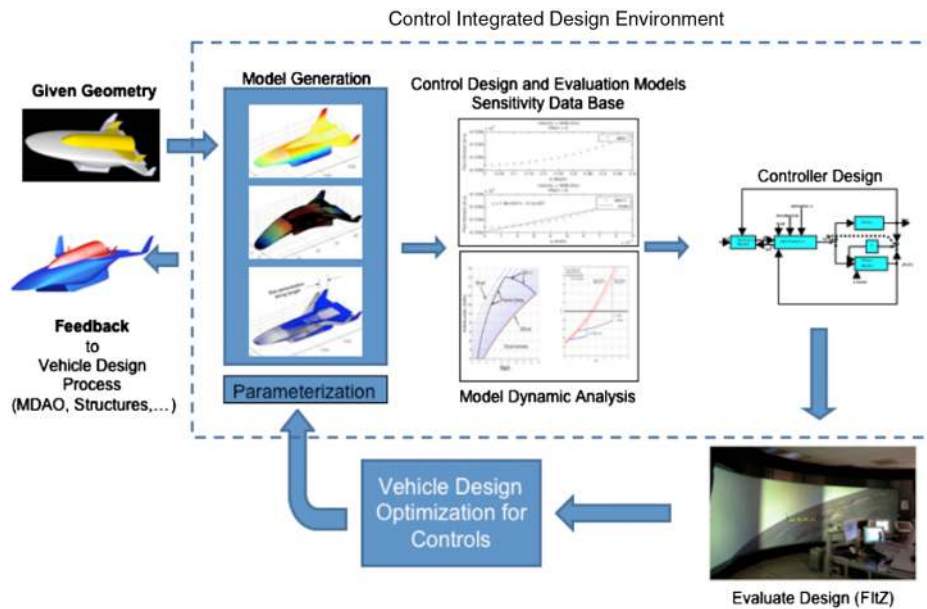 Control Integrated Design Environment
Given Geometry
Model Generation
Control Design and Evaluation Models
Sensitivity Data Base
Controller Design
Feedback
to
Vehicle Design
Process
(MDAO, Structures,...)
Parameterization
Model Dynamic Analysis
Vehicle Design
Optimization for
Controls
Evaluate Design (FltZ)